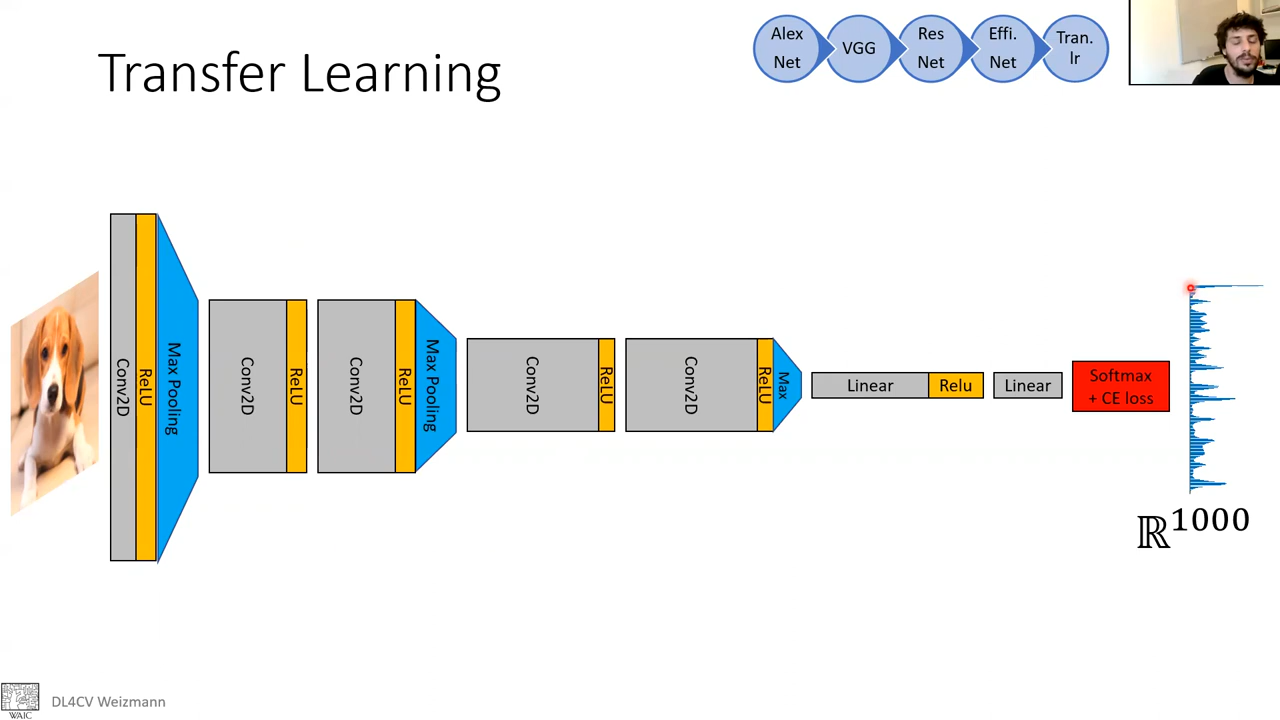 Transfer Learning
Alex
Net
VGG
Res
Net
Effi.
Net
Tran.
lr
Conv2D
ReLU
Max Pooling
Conv2D
ReLU
Conv2D
ReLU
Max Pooling
Conv2D
ReLU
Conv2D
ReLU
Max
Linear
Relu
Linear
Softmax
+ CE loss
ℝ¹⁰⁰⁰
WAIC
DL4CV Weizmann